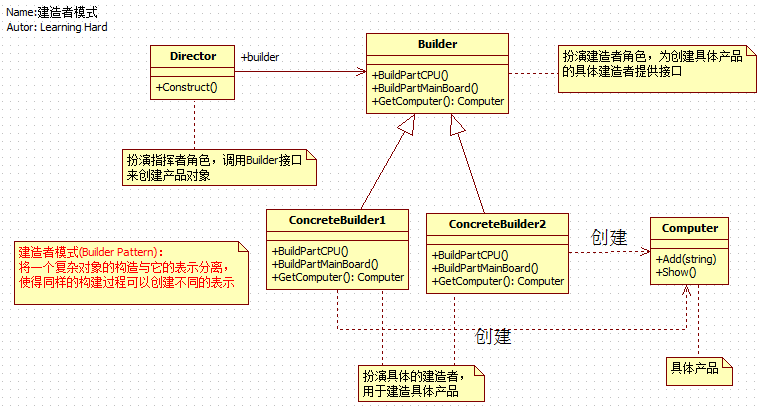 Name:建造者模式
Autor: Learning Hard
Director
+Construct()
+builder
Builder
+BuildPartCPU()
+BuildPartMainBoard()
+GetComputer(): Computer
扮演建造者角色，为创建具体产品
的具体建造者提供接口
扮演指挥者角色，调用Builder接口
来创建产品对象
建造者模式(Builder Pattern)：
将一个复杂对象的构造与它的表示分离，
使得同样的构建过程可以创建不同的表示
ConcreteBuilder1
+BuildPartCPU()
+BuildPartMainBoard()
+GetComputer(): Computer
ConcreteBuilder2
+BuildPartCPU()
+BuildPartMainBoard()
+GetComputer(): Computer
创建
Computer
+Add(string)
+Show()
创建
扮演具体的建造者，
用于建造具体产品
具体产品